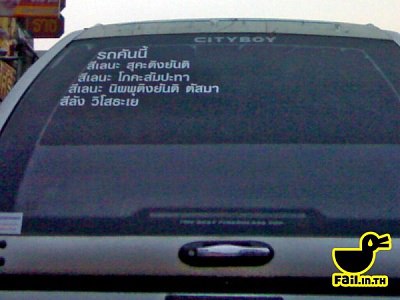 CITYBOY
รถคันนี้
สีเลนะ สุคะติงยันติ
สีเลนะ โภคะสัมปะทา
สีเลนะ นิพพุติงยันติ ตัสมา
สีลัง วิโสธะเย
Fail.in.th